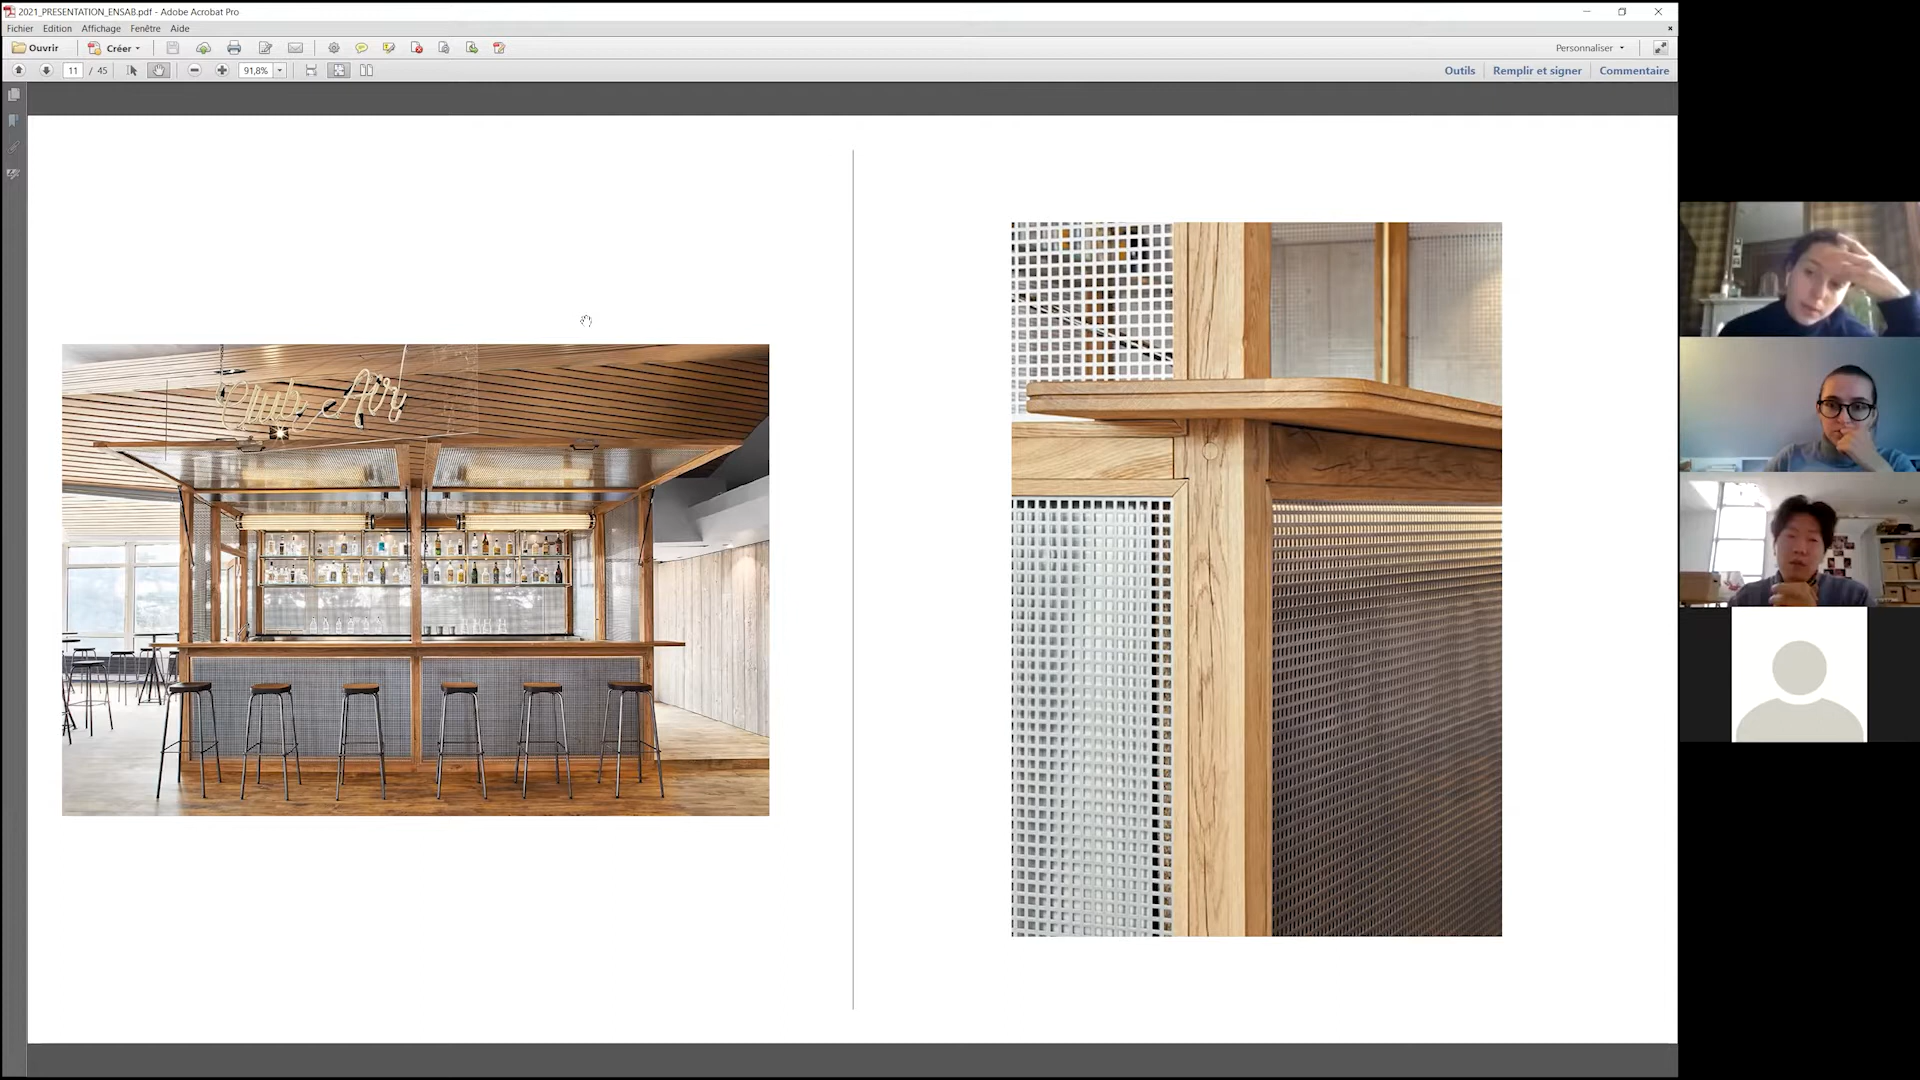 2021_PRESENTATION_ENSAB.pdf - Adobe Acrobat Pro
Fichier Edition Affichage Fenêtre Aide
Ouvrir Créer Personnaliser
11 / 45 91,8% Outils Remplir et signer Commentaire
Club Air